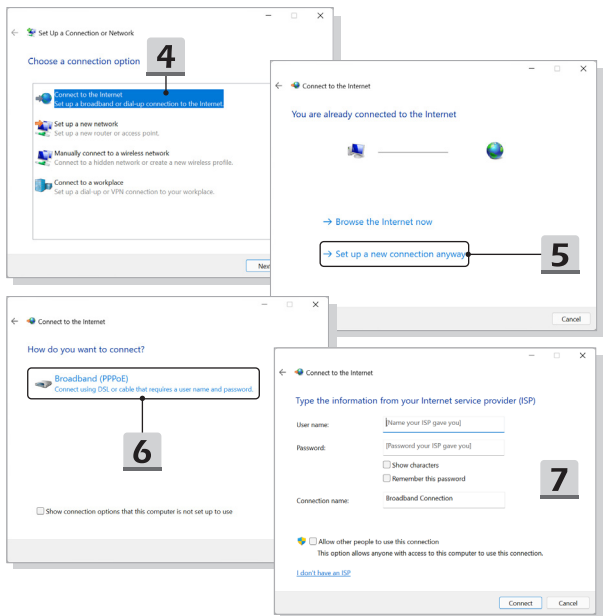 Set Up a Connection or Network
Choose a connection option
4
Connect to the Internet
Set up a broadband or dial-up connection to the Internet.
Set up a new network
Set up a new router or access point.
Manually connect to a wireless network
Connect to a hidden network or create a new wireless profile.
Connect to a workplace
Set up a dial-up or VPN connection to your workplace.
Connect to the Internet
You are already connected to the Internet
→ Browse the Internet now
→ Set up a new connection anyway
5
Cancel
Connect to the Internet
How do you want to connect?
Broadband (PPPoE)
Connect using DSL or cable that requires a user name and password.
6
Show connection options that this computer is not set up to use
Connect to the Internet
Type the information from your Internet service provider (ISP)
User name: [Name your ISP gave you]
Password: [Password your ISP gave you]
Show characters
Remember this password
7
Connection name: Broadband Connection
Allow other people to use this connection
This option allows anyone with access to this computer to use this connection.
I don't have an ISP
Connect Cancel